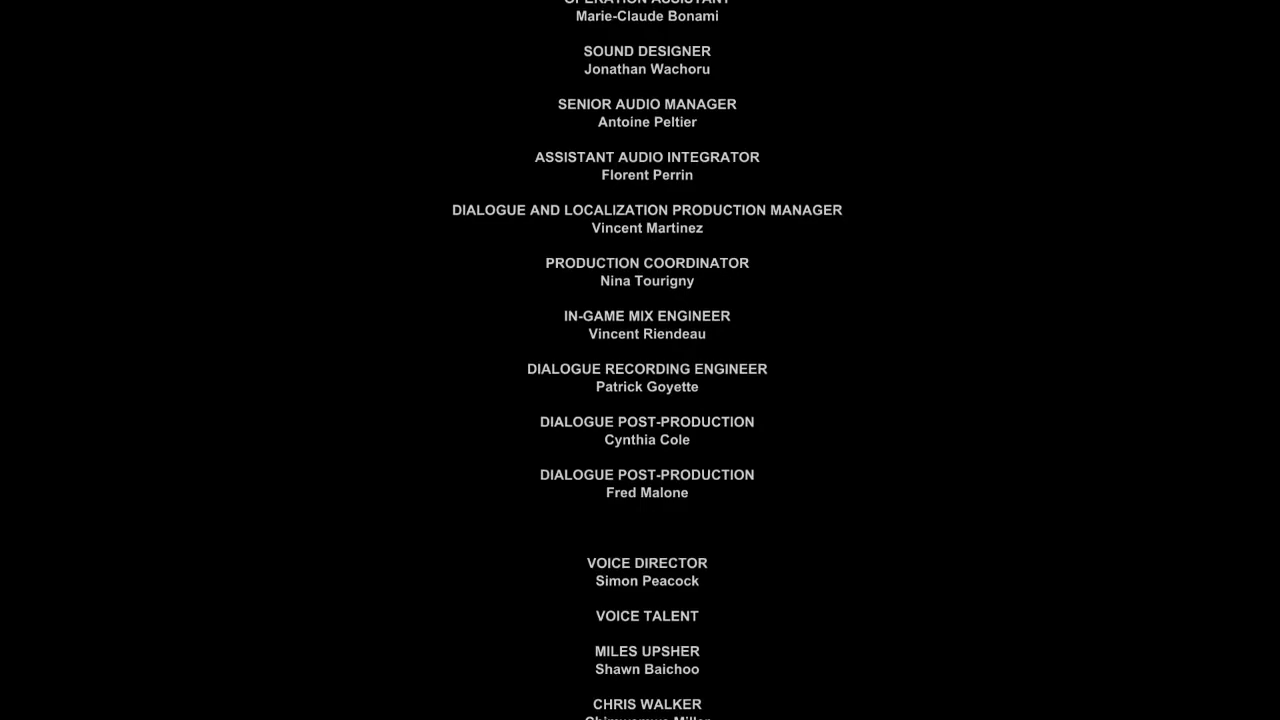 OPERATION ASSISTANT
Marie-Claude Bonami
SOUND DESIGNER
Jonathan Wachoru
SENIOR AUDIO MANAGER
Antoine Peltier
ASSISTANT AUDIO INTEGRATOR
Florent Perrin
DIALOGUE AND LOCALIZATION PRODUCTION MANAGER
Vincent Martinez
PRODUCTION COORDINATOR
Nina Tourigny
IN-GAME MIX ENGINEER
Vincent Riendeau
DIALOGUE RECORDING ENGINEER
Patrick Goyette
DIALOGUE POST-PRODUCTION
Cynthia Cole
DIALOGUE POST-PRODUCTION
Fred Malone
VOICE DIRECTOR
Simon Peacock
VOICE TALENT
MILES UPSHER
Shawn Baichoo
CHRIS WALKER